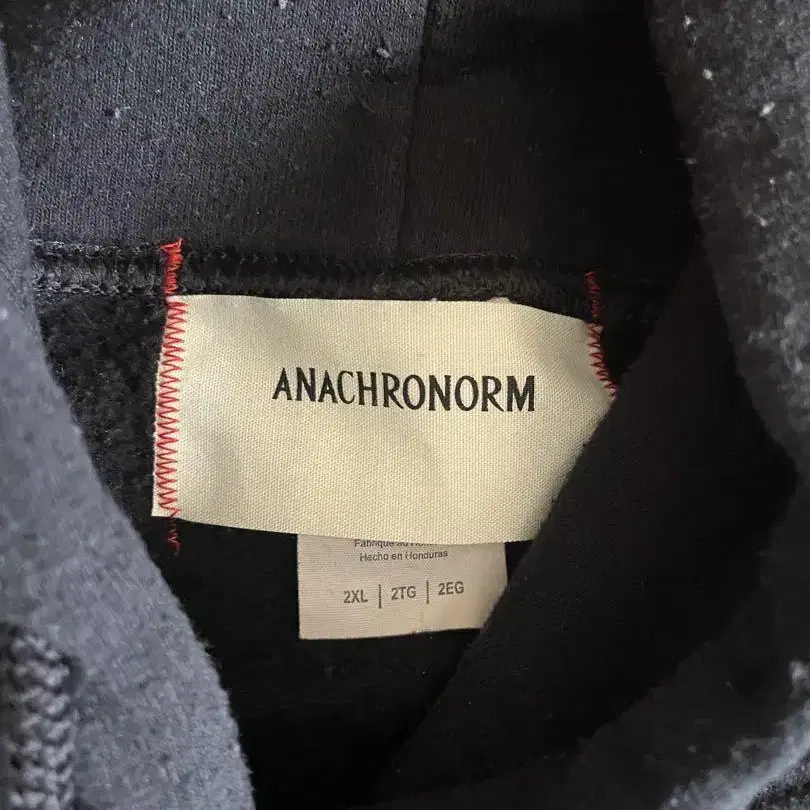 ANACHRONORM
Hecho en Honduras
2XL | 2TG | 2EG